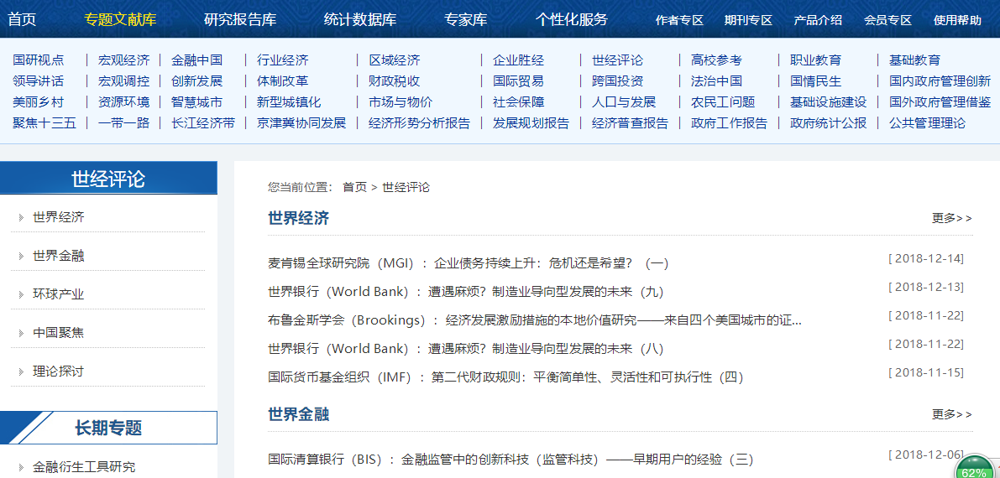 首页 专题文献库 研究报告库 统计数据库 专家库 个性化服务 作者专区 期刊专区 产品介绍 会员专区 使用帮助
国研视点 | 宏观经济 | 金融中国 | 行业经济 | 区域经济 | 企业胜经 | 世经评论 | 高校参考 | 职业教育 | 基础教育
领导讲话 | 宏观调控 | 创新发展 | 体制改革 | 财政税收 | 国际贸易 | 跨国投资 | 法治中国 | 国情民生 | 国内政府管理创新
美丽乡村 | 资源环境 | 智慧城市 | 新型城镇化 | 市场与物价 | 社会保障 | 人口与发展 | 农民工问题 | 基础设施建设 | 国外政府管理借鉴
聚焦十三五 | 一带一路 | 长江经济带 | 京津冀协同发展 | 经济形势分析报告 | 发展规划报告 | 经济普查报告 | 政府工作报告 | 政府统计公报 | 公共管理理论
世经评论
世界经济
世界金融
环球产业
中国聚焦
理论探讨
长期专题
金融衍生工具研究
您当前位置： 首页 > 世经评论
世界经济 更多>>
麦肯锡全球研究院（MGI）：企业债务持续上升：危机还是希望？（一） [ 2018-12-14]
世界银行（World Bank）：遭遇麻烦？制造业导向型发展的未来（九） [ 2018-12-13]
布鲁金斯学会（Brookings）：经济发展激励措施的本地价值研究——来自四个美国城市的证... [ 2018-11-22]
世界银行（World Bank）：遭遇麻烦？制造业导向型发展的未来（八） [ 2018-11-22]
国际货币基金组织（IMF）：第二代财政规则：平衡简单性、灵活性和可执行性（四） [ 2018-11-15]
世界金融 更多>>
国际清算银行（BIS）：金融监管中的创新科技（监管科技）——早期用户的经验（三） [ 2018-12-06]
62%